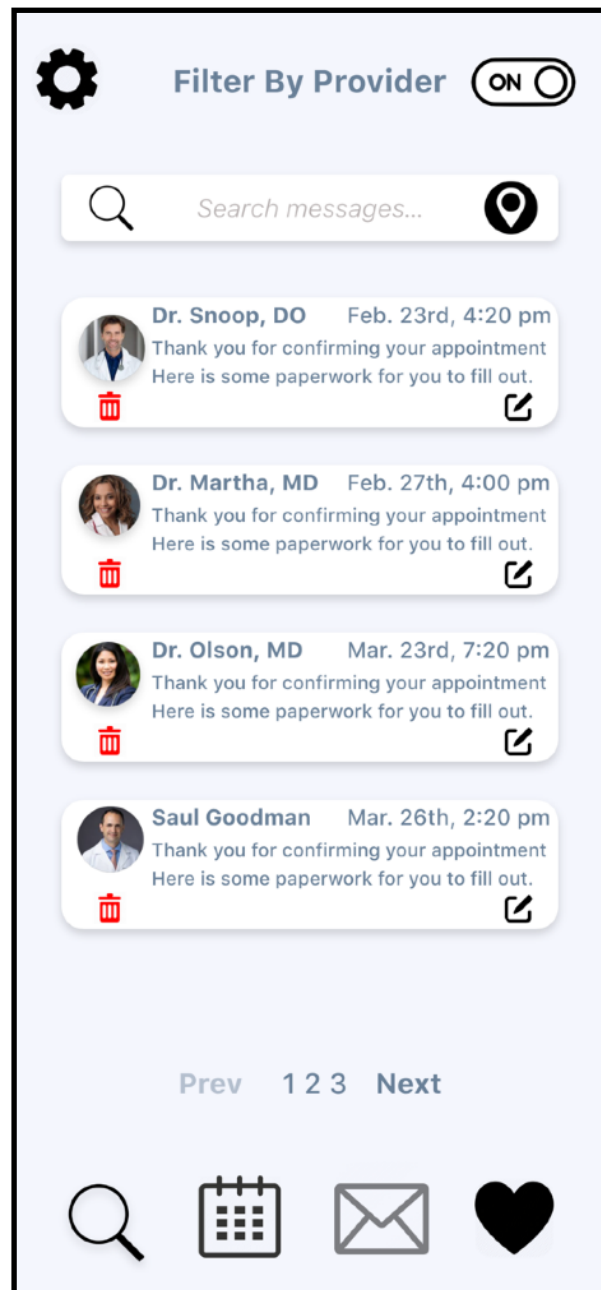 Filter By Provider ON
Search messages...
Dr. Snoop, DO Feb. 23rd, 4:20 pm
Thank you for confirming your appointment
Here is some paperwork for you to fill out.
Dr. Martha, MD Feb. 27th, 4:00 pm
Thank you for confirming your appointment
Here is some paperwork for you to fill out.
Dr. Olson, MD Mar. 23rd, 7:20 pm
Thank you for confirming your appointment
Here is some paperwork for you to fill out.
Saul Goodman Mar. 26th, 2:20 pm
Thank you for confirming your appointment
Here is some paperwork for you to fill out.
Prev 1 2 3 Next